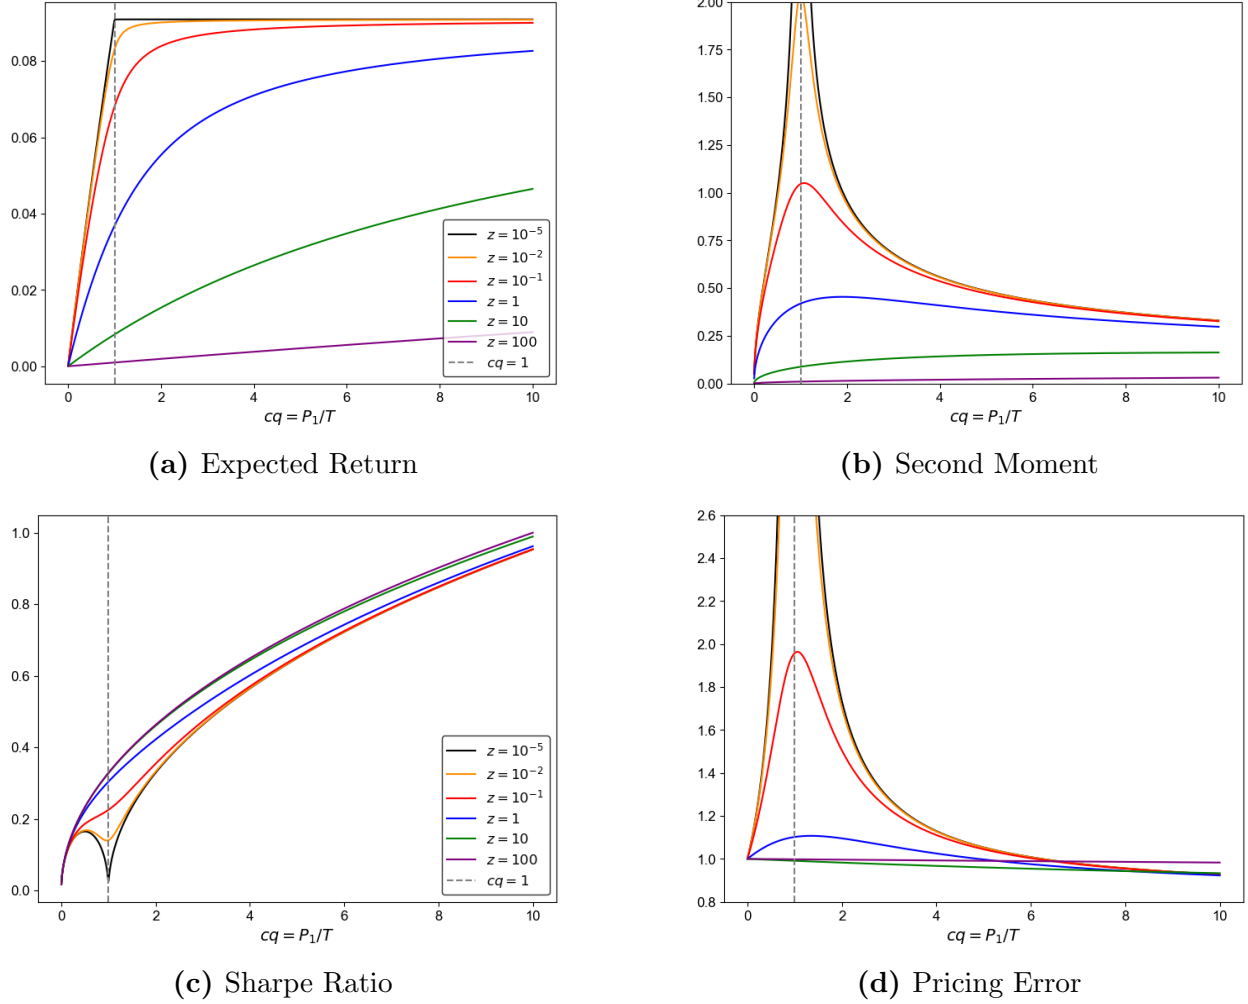 0.08
0.06
0.04
0.02
0.00
z = 10⁻⁵
z = 10⁻²
z = 10⁻¹
z = 1
z = 10
z = 100
cq = 1
0 2 4 6 8 10
cq = P₁/T
(a) Expected Return
2.00
1.75
1.50
1.25
1.00
0.75
0.50
0.25
0.00
0 2 4 6 8 10
cq = P₁/T
(b) Second Moment
1.0
0.8
0.6
0.4
0.2
0.0
z = 10⁻⁵
z = 10⁻²
z = 10⁻¹
z = 1
z = 10
z = 100
cq = 1
0 2 4 6 8 10
cq = P₁/T
(c) Sharpe Ratio
2.6
2.4
2.2
2.0
1.8
1.6
1.4
1.2
1.0
0.8
0 2 4 6 8 10
cq = P₁/T
(d) Pricing Error